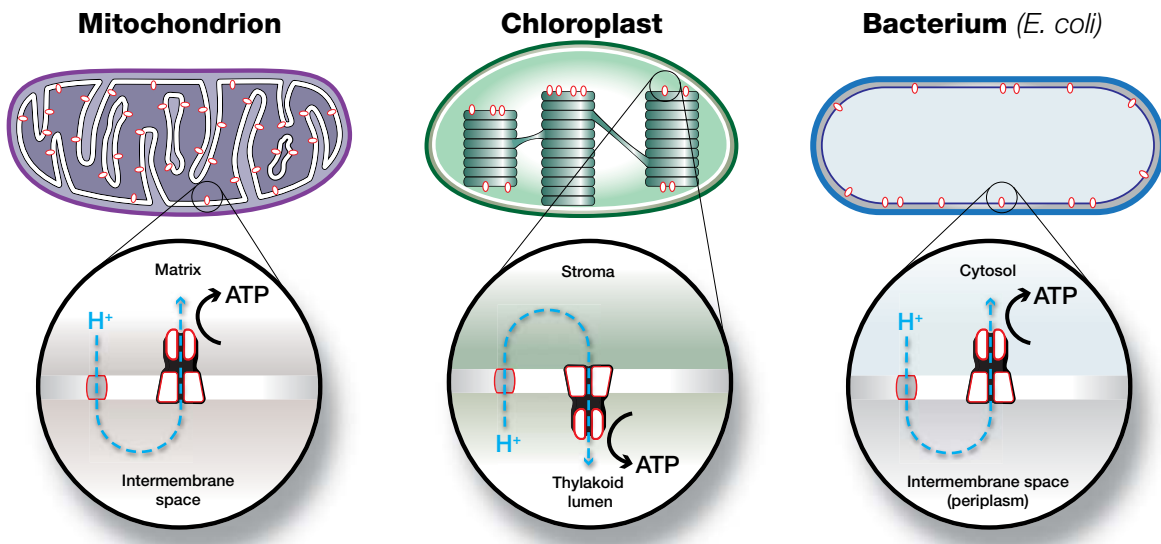 Mitochondrion
Chloroplast
Bacterium (E. coli)
Matrix
ATP
H+
Intermembrane
space
Stroma
H+
ATP
Thylakoid
lumen
Cytosol
ATP
H+
Intermembrane space
(periplasm)